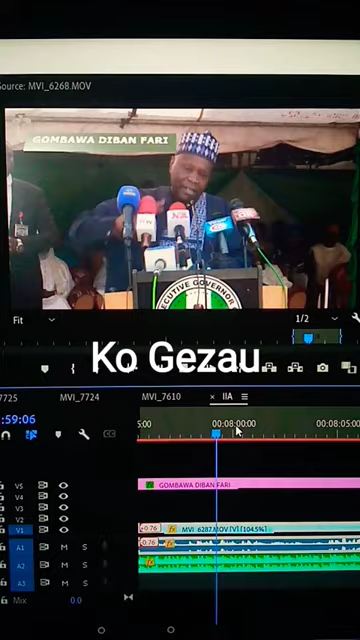 Source: MVI_6268.MOV
GOMBAWA DIBAN FARI
EXECUTIVE GOVERNOR
Fit
1/2
Ko Gezau
7725
MVI_7724
MVI_7610
× IIA
:59:06
5:00
00:08:00:00
00:08:05:00
V5
GOMBAWA DIBAN FARI
V4
V3
V2
V1
MVI_6287.MOV [V] [104.5%]
A1 M S
A2 M S
A3 M S
Mix 0.0